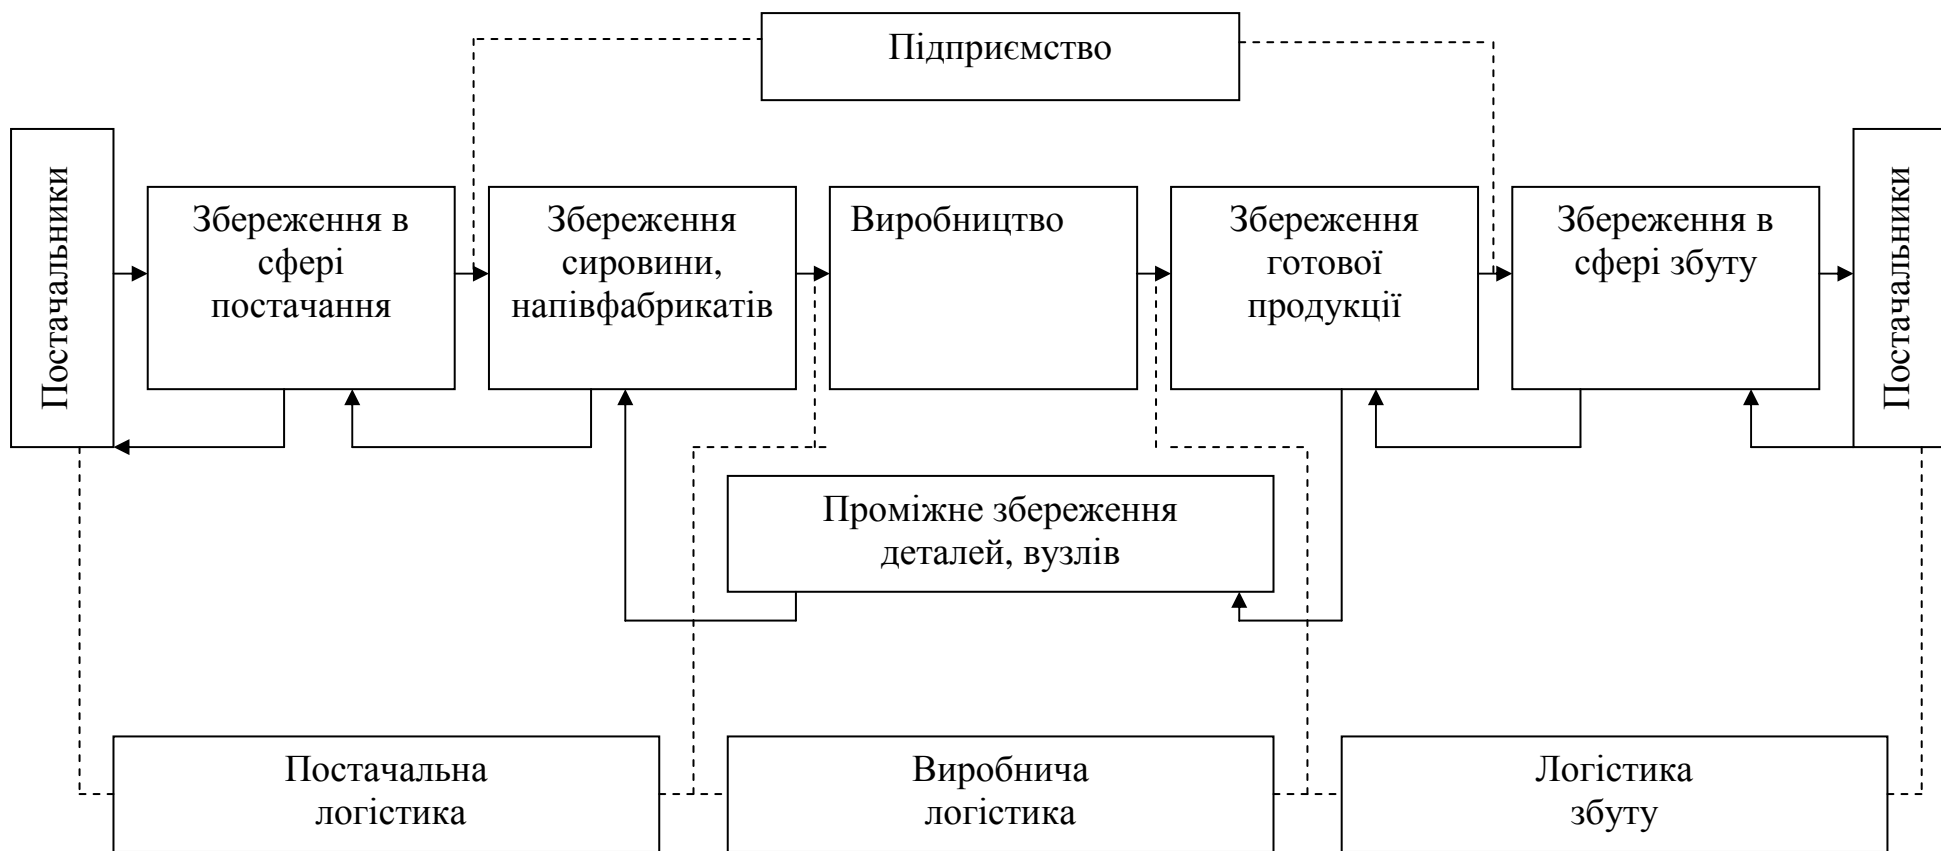 Підприємство
Постачальники
Збереження в
сфері
постачання
Збереження
сировини,
напівфабрикатів
Виробництво
Збереження
готової
продукції
Збереження в
сфері збуту
Постачальники
Проміжне збереження
деталей, вузлів
Постачальна
логістика
Виробнича
логістика
Логістика
збуту